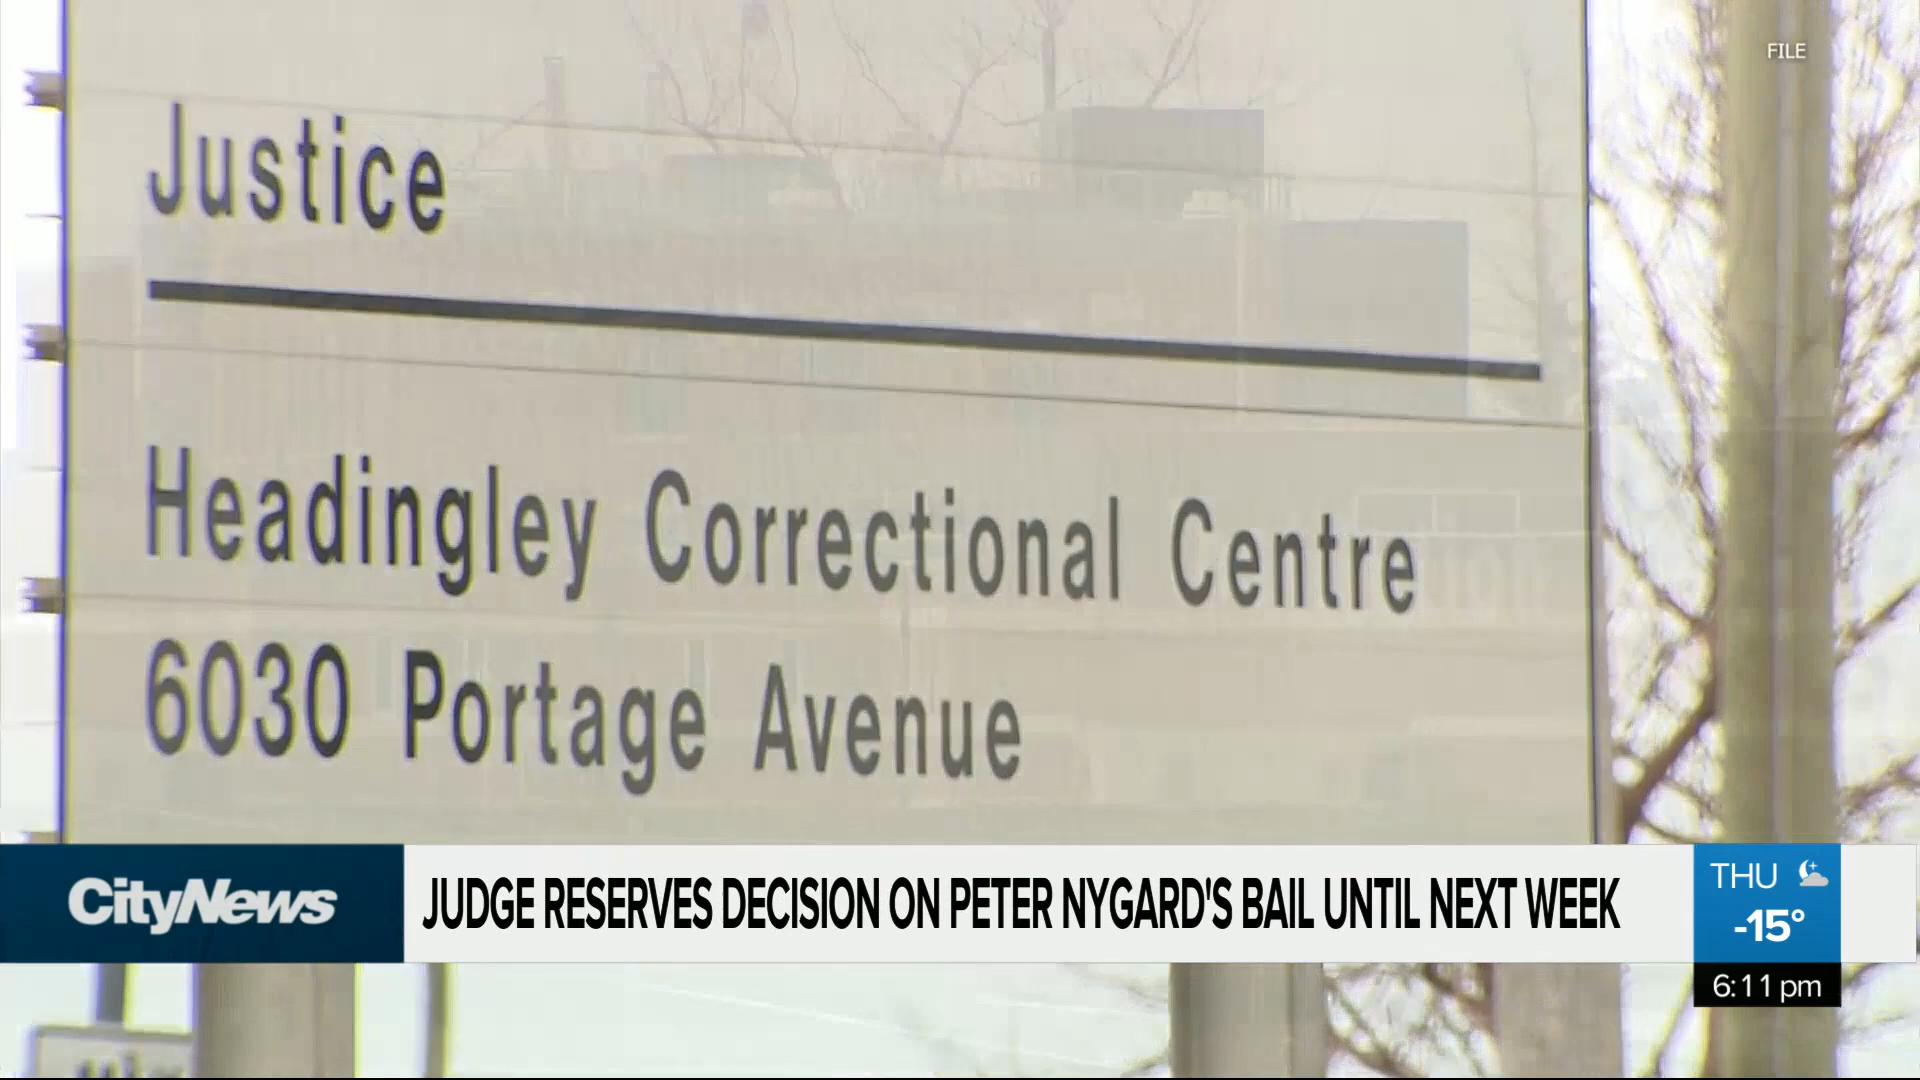 FILE
Justice
Headingley Correctional Centre
6030 Portage Avenue
CityNews
JUDGE RESERVES DECISION ON PETER NYGARD'S BAIL UNTIL NEXT WEEK
THU
-15°
6:11 pm